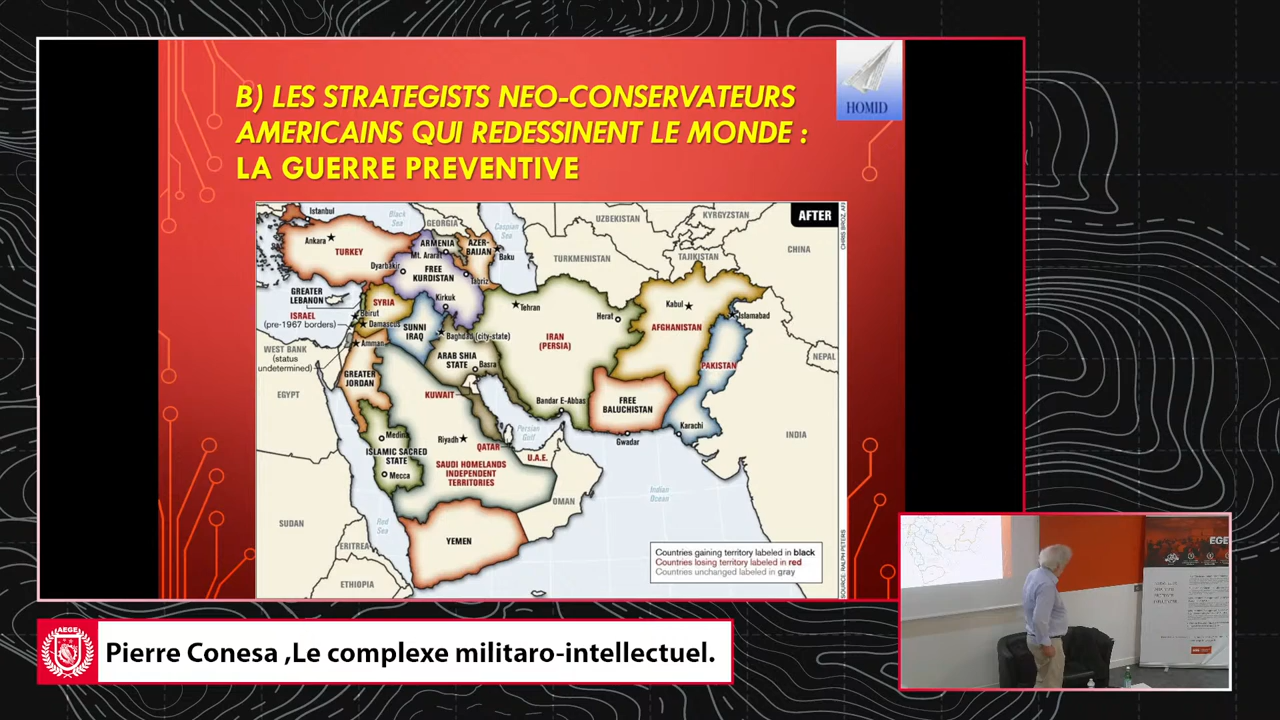 B) LES STRATEGISTS NEO-CONSERVATEURS
AMERICAINS QUI REDESSINENT LE MONDE :
LA GUERRE PREVENTIVE
HOMID
AFTER
Istanbul
Black
Sea
GEORGIA
Caspian
Sea
UZBEKISTAN
KYRGYZSTAN
Ankara
TURKEY
ARMENIA
AZER-
BAIJAN
Mt. Ararat
Baku
TURKMENISTAN
TAJIKISTAN
CHINA
Dyarbakir
FREE
KURDISTAN
Tabriz
GREATER
LEBANON
SYRIA
Kirkuk
Tehran
Herat
Kabul
Islamabad
ISRAEL
(pre-1967 borders)
Beirut
Damascus
SUNNI
IRAQ
Baghdad (city-state)
IRAN
(PERSIA)
AFGHANISTAN
WEST BANK
(status
undetermined)
Amman
ARAB SHIA
STATE
Basra
PAKISTAN
NEPAL
GREATER
JORDAN
EGYPT
KUWAIT
Bandar E-Abbas
FREE
BALUCHISTAN
Karachi
INDIA
Medina
Riyadh
Persian
Gulf
QATAR
Gwadar
ISLAMIC SACRED
STATE
Mecca
SAUDI HOMELANDS
INDEPENDENT
TERRITORIES
U.A.E.
OMAN
Indian
Ocean
SUDAN
Red
Sea
ERITREA
YEMEN
ETHIOPIA
Countries gaining territory labeled in black
Countries losing territory labeled in red
Countries unchanged labeled in gray
SOURCE: RALPH PETERS
EGE
AEGE
Pierre Conesa ,Le complexe militaro-intellectuel.